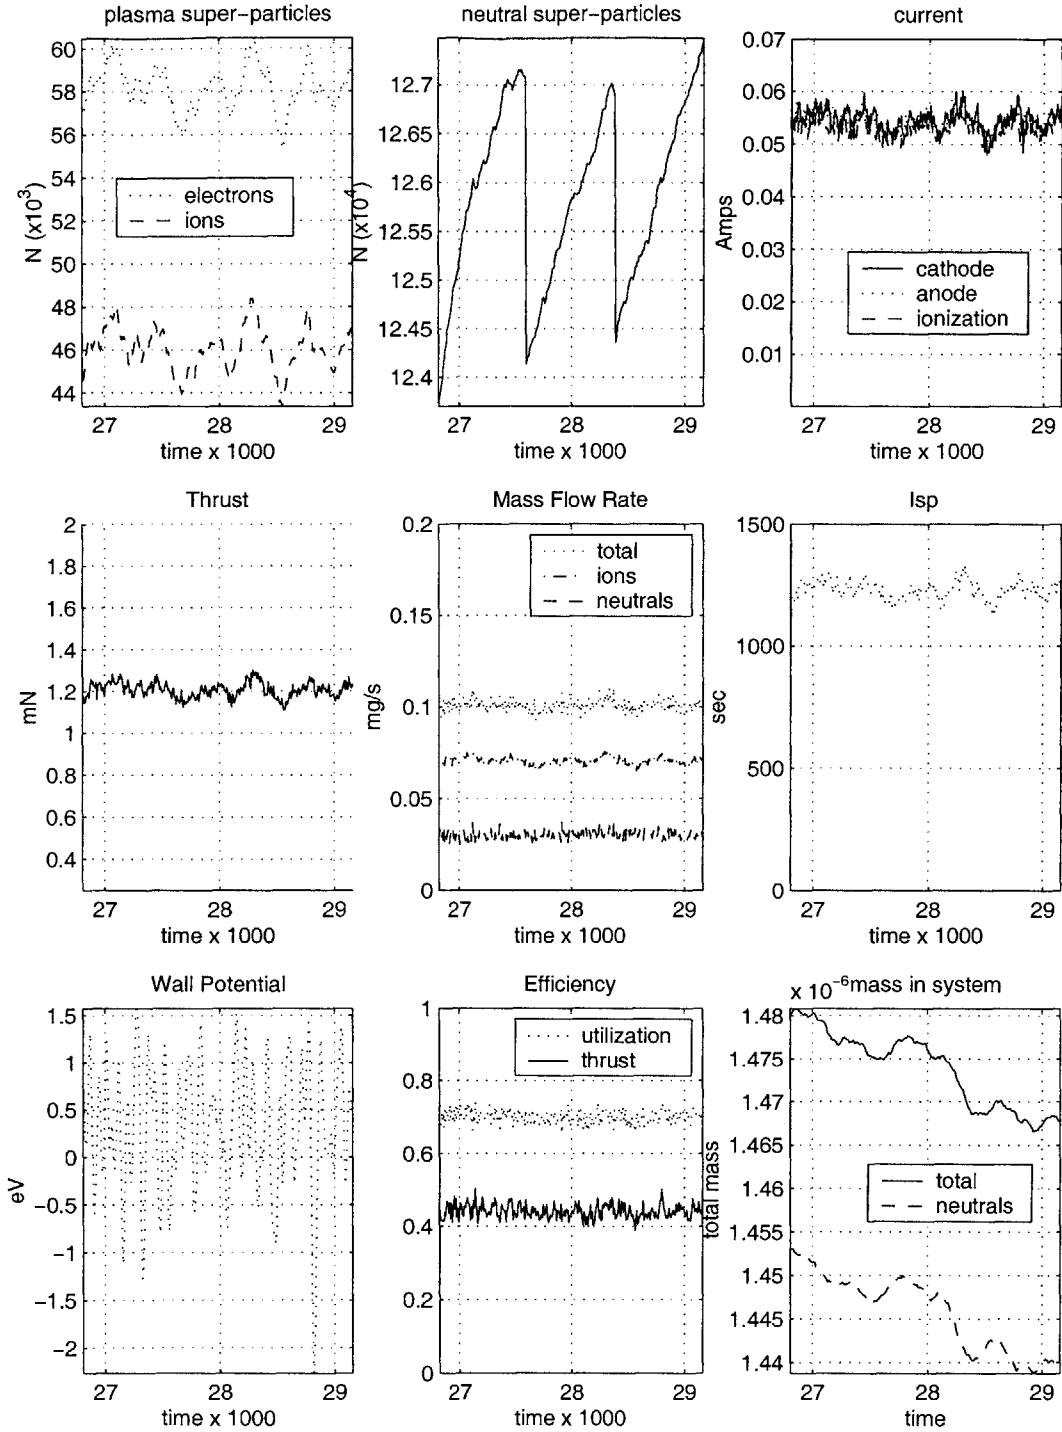 plasma super-particles
60
58
56
54
52
50
48
46
44
N (x10^3)
electrons
ions
27 28 29
time x 1000
neutral super-particles
12.7
12.65
12.6
12.55
12.5
12.45
12.4
N (x10^4)
27 28 29
time x 1000
current
0.07
0.06
0.05
0.04
0.03
0.02
0.01
Amps
cathode
anode
ionization
27 28 29
time x 1000
Thrust
2
1.8
1.6
1.4
1.2
1
0.8
0.6
0.4
mN
27 28 29
time x 1000
Mass Flow Rate
0.2
0.15
0.1
0.05
0
mg/s
total
ions
neutrals
27 28 29
time x 1000
Isp
1500
1000
500
0
sec
27 28 29
time x 1000
Wall Potential
1.5
1
0.5
0
-0.5
-1
-1.5
-2
eV
27 28 29
time x 1000
Efficiency
1
0.8
0.6
0.4
0.2
0
utilization
thrust
27 28 29
time x 1000
x 10^-6 mass in system
1.48
1.475
1.47
1.465
1.46
1.455
1.45
1.445
1.44
total mass
total
neutrals
27 28 29
time